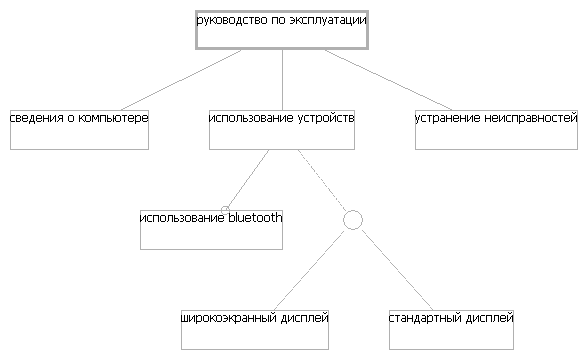 руководство по эксплуатации
сведения о компьютере
использование устройств
устранение неисправностей
использование bluetooth
широкоэкранный дисплей
стандартный дисплей